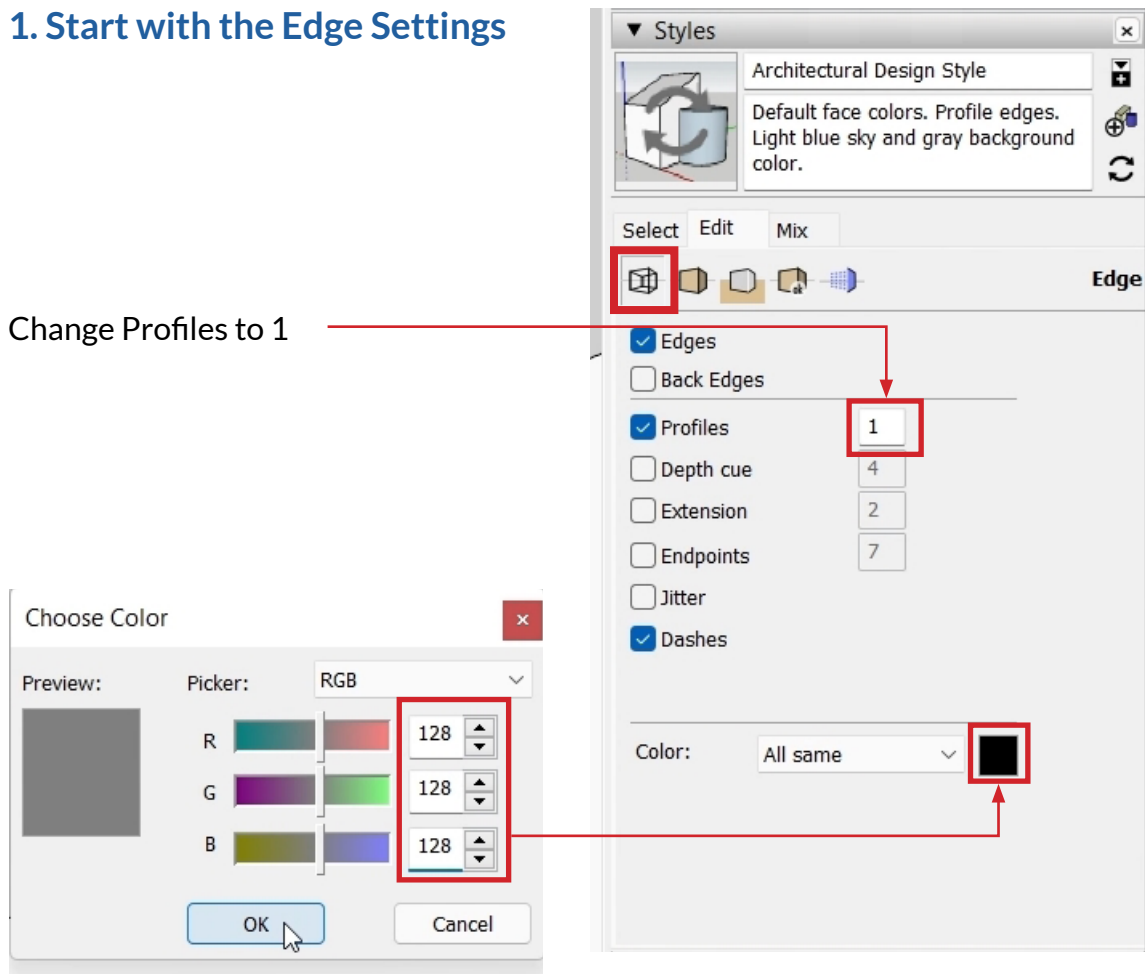 1. Start with the Edge Settings
▼ Styles
Architectural Design Style
Default face colors. Profile edges.
Light blue sky and gray background
color.
Select Edit Mix
Edge
Change Profiles to 1
Edges
Back Edges
Profiles 1
Depth cue 4
Extension 2
Endpoints 7
Jitter
Dashes
Color: All same
Choose Color
Preview: Picker: RGB
R 128
G 128
B 128
OK Cancel